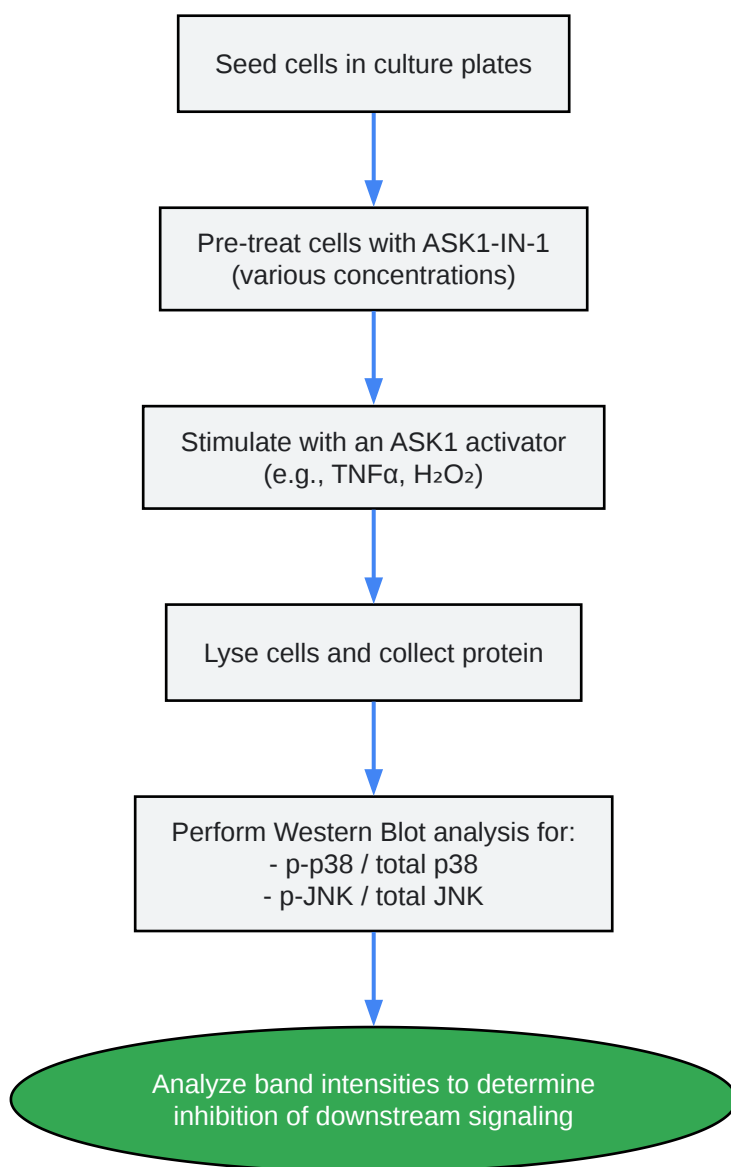 Seed cells in culture plates
Pre-treat cells with ASK1-IN-1
(various concentrations)
Stimulate with an ASK1 activator
(e.g., TNFα, H₂O₂)
Lyse cells and collect protein
Perform Western Blot analysis for:
- p-p38 / total p38
- p-JNK / total JNK
Analyze band intensities to determine
inhibition of downstream signaling